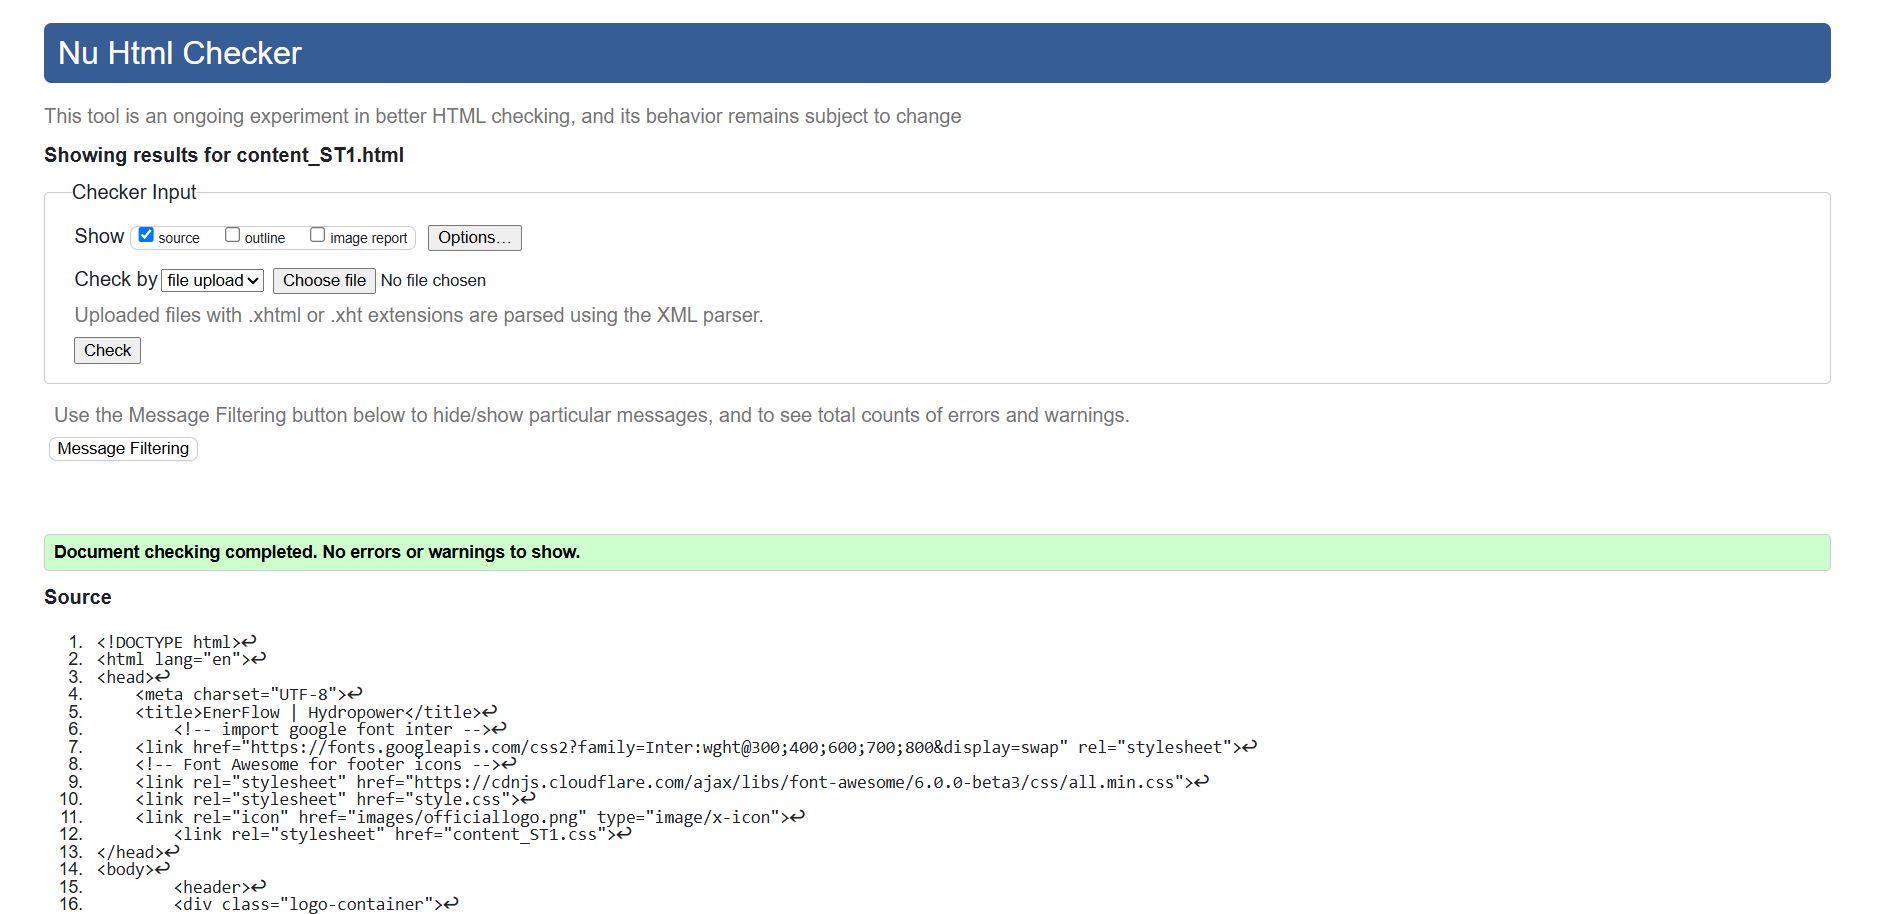 Nu Html Checker
This tool is an ongoing experiment in better HTML checking, and its behavior remains subject to change
Showing results for content_ST1.html
Checker Input
Show source outline image report Options...
Check by file upload Choose file No file chosen
Uploaded files with .xhtml or .xht extensions are parsed using the XML parser.
Check
Use the Message Filtering button below to hide/show particular messages, and to see total counts of errors and warnings.
Message Filtering
Document checking completed. No errors or warnings to show.
Source
1. <!DOCTYPE html>↩
2. <html lang="en">↩
3. <head>↩
4.     <meta charset="UTF-8">↩
5.     <title>EnerFlow | Hydropower</title>↩
6.         <!-- import google font inter -->↩
7.     <link href="https://fonts.googleapis.com/css2?family=Inter:wght@300;400;600;700;800&display=swap" rel="stylesheet">↩
8.     <!-- Font Awesome for footer icons -->↩
9.     <link rel="stylesheet" href="https://cdnjs.cloudflare.com/ajax/libs/font-awesome/6.0.0-beta3/css/all.min.css">↩
10.     <link rel="stylesheet" href="style.css">↩
11.     <link rel="icon" href="images/officiallogo.png" type="image/x-icon">↩
12.         <link rel="stylesheet" href="content_ST1.css">↩
13. </head>↩
14. <body>↩
15.         <header>↩
16.         <div class="logo-container">↩